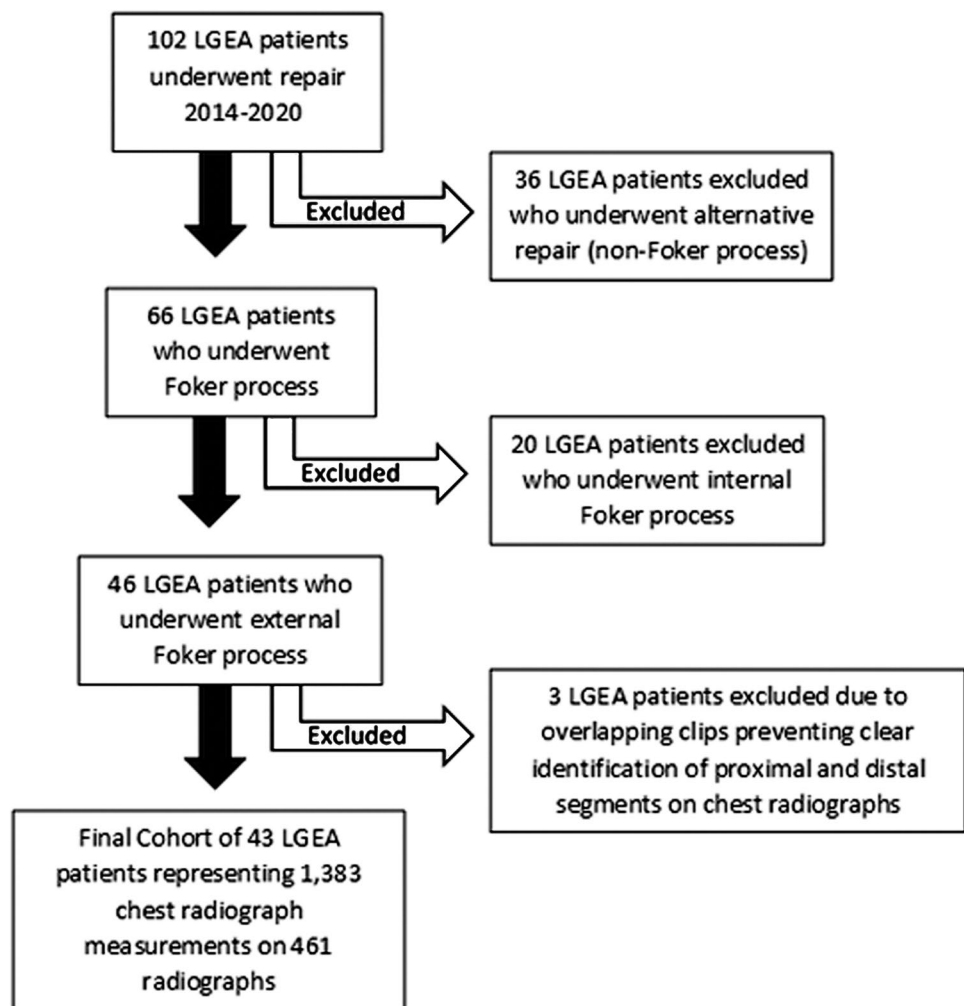 102 LGEA patients
underwent repair
2014-2020
Excluded
36 LGEA patients excluded
who underwent alternative
repair (non-Foker process)
66 LGEA patients
who underwent
Foker process
Excluded
20 LGEA patients excluded
who underwent internal
Foker process
46 LGEA patients who
underwent external
Foker process
Excluded
3 LGEA patients excluded due to
overlapping clips preventing clear
identification of proximal and distal
segments on chest radiographs
Final Cohort of 43 LGEA
patients representing 1,383
chest radiograph
measurements on 461
radiographs